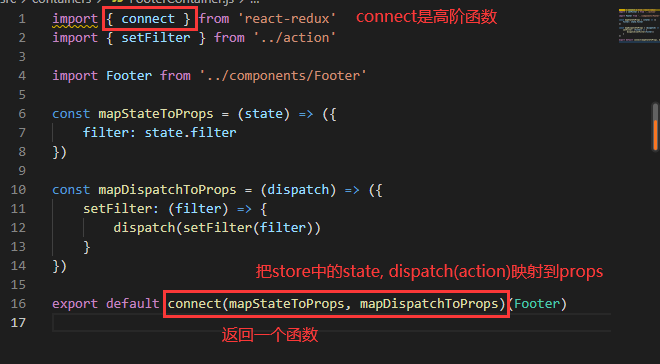 src > containers > JS FooterContainer.js > ...
1 import { connect } from 'react-redux' connect是高阶函数
2 import { setFilter } from '../action'
3
4 import Footer from '../components/Footer'
5
6 const mapStateToProps = (state) => ({
7 filter: state.filter
8 })
9
10 const mapDispatchToProps = (dispatch) => ({
11 setFilter: (filter) => {
12 dispatch(setFilter(filter))
13 }
14 })
15 把store中的state, dispatch(action)映射到props
16 export default connect(mapStateToProps, mapDispatchToProps)(Footer)
17
返回一个函数